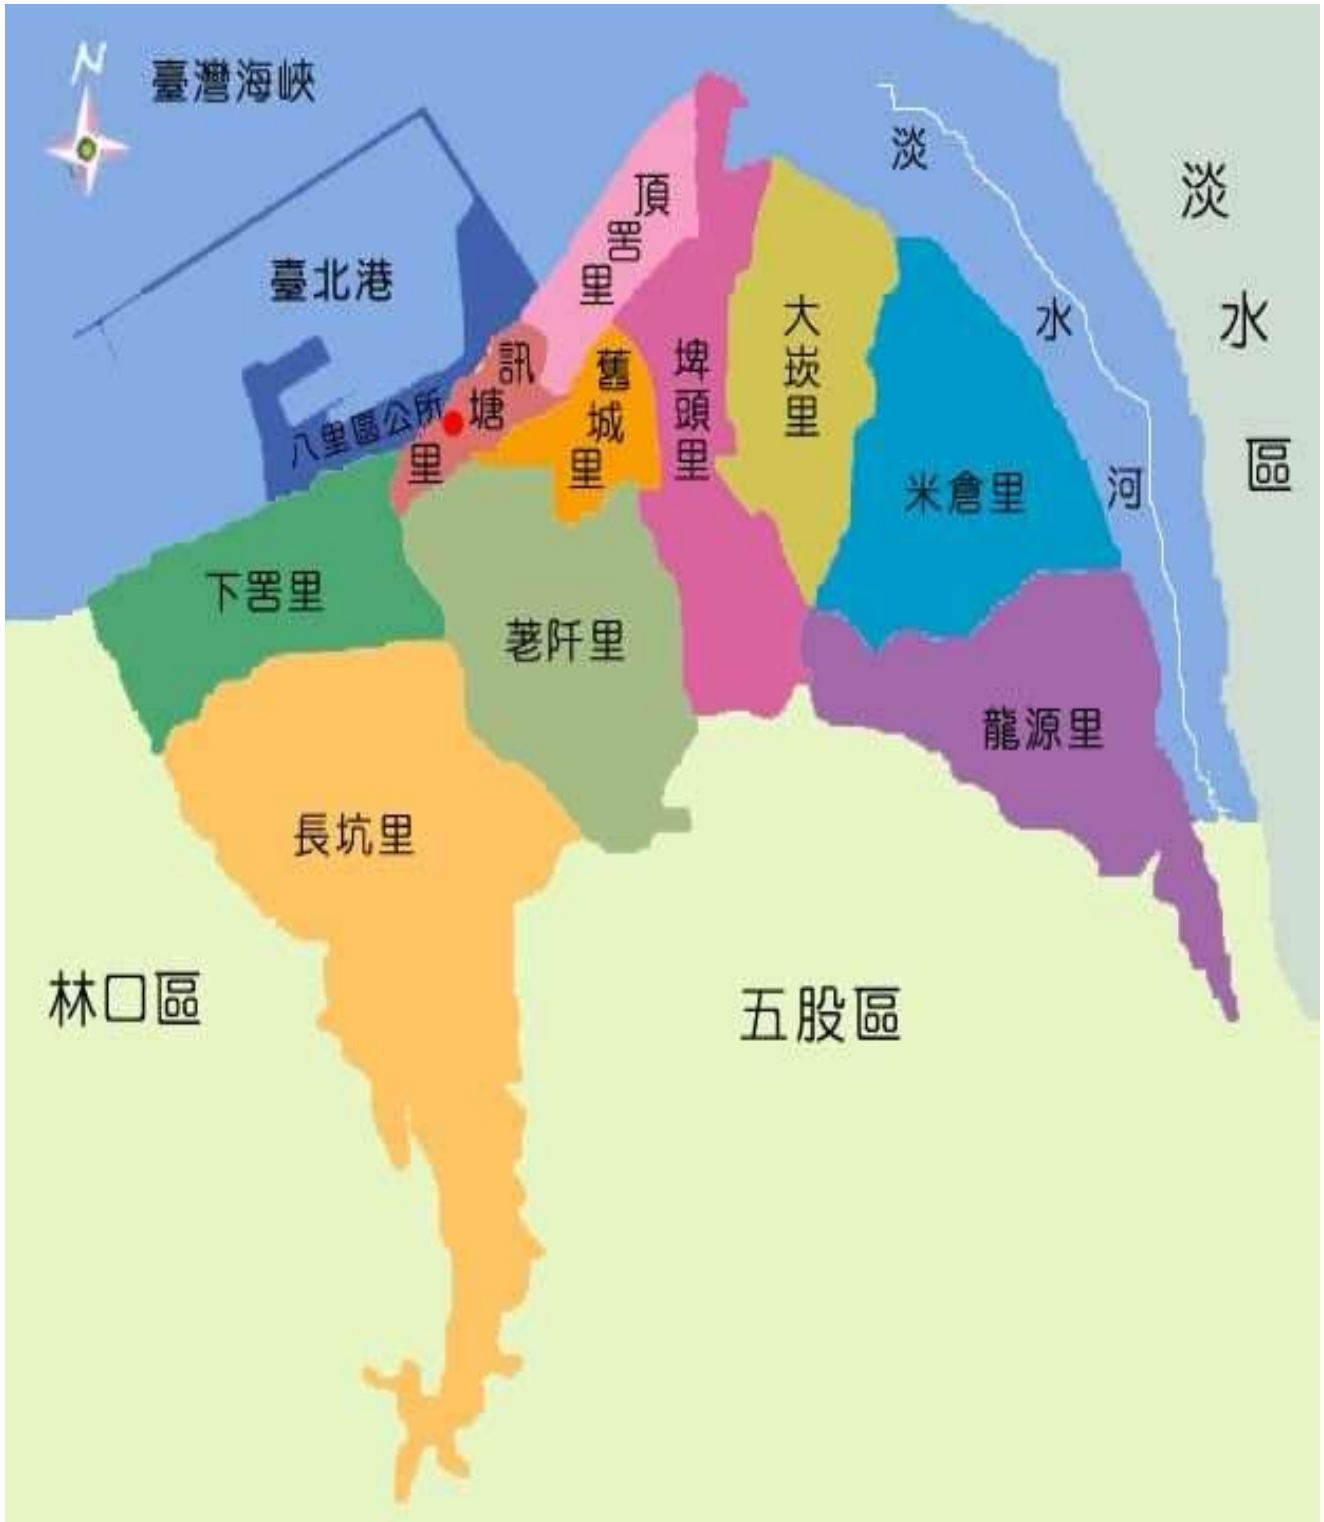 N
臺灣海峽
淡水河
淡水區
臺北港
頂罟里
訊塘里
舊城里
埤頭里
大崁里
八里區公所
米倉里
下罟里
荖阡里
龍源里
長坑里
林口區
五股區